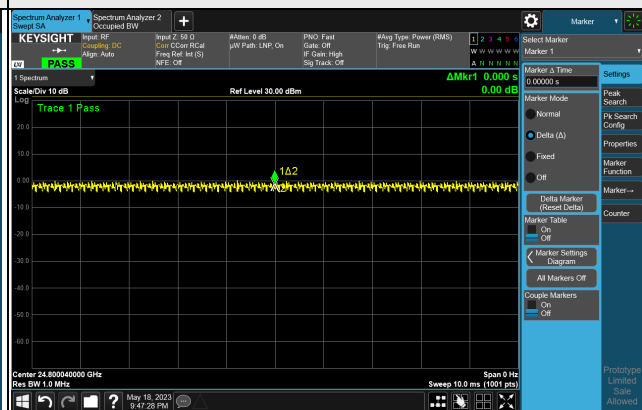 Spectrum Analyzer 1
Swept SA
Spectrum Analyzer 2
Occupied BW
Marker
KEYSIGHT
Input: RF
Coupling: DC
Align: Auto
Input Z: 50 Ω
Corr CCorr RCal
Freq Ref: Int (S)
NFE: Off
#Atten: 0 dB
µW Path: LNP, On
PNO: Fast
Gate: Off
IF Gain: High
Sig Track: Off
#Avg Type: Power (RMS)
Trig: Free Run
1 2 3 4 5 6
W W W W W W
A N N N N N
LXI
PASS
Select Marker
Marker 1
1 Spectrum
Scale/Div 10 dB
Ref Level 30.00 dBm
ΔMkr1 0.000 s
0.00 dB
Log
Trace 1 Pass
20.0
10.0
0.00
-10.0
-20.0
-30.0
-40.0
-50.0
-60.0
1Δ2
Center 24.800040000 GHz
Res BW 1.0 MHz
Span 0 Hz
Sweep 10.0 ms (1001 pts)
Marker Δ Time
0.00000 s
Marker Mode
Normal
Delta (Δ)
Fixed
Off
Delta Marker
(Reset Delta)
Marker Table
On
Off
Marker Settings
Diagram
All Markers Off
Couple Markers
On
Off
Settings
Peak
Search
Pk Search
Config
Properties
Marker
Function
Marker→
Counter
Prototype
Limited
Sale
Allowed
May 18, 2023
9:47:28 PM